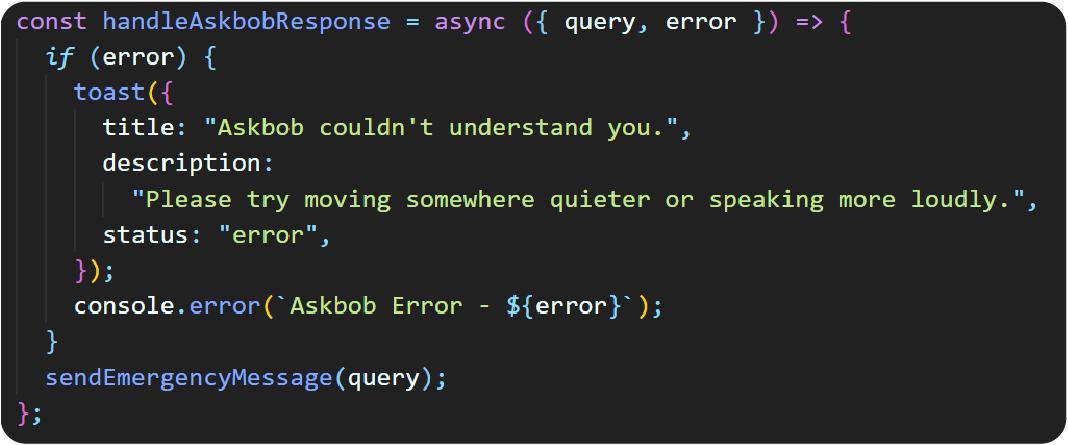 const handleAskbobResponse = async ({ query, error }) => {
  if (error) {
    toast({
      title: "Askbob couldn't understand you.",
      description:
        "Please try moving somewhere quieter or speaking more loudly.",
      status: "error",
    });
    console.error(`Askbob Error - ${error}`);
  }
  sendEmergencyMessage(query);
};